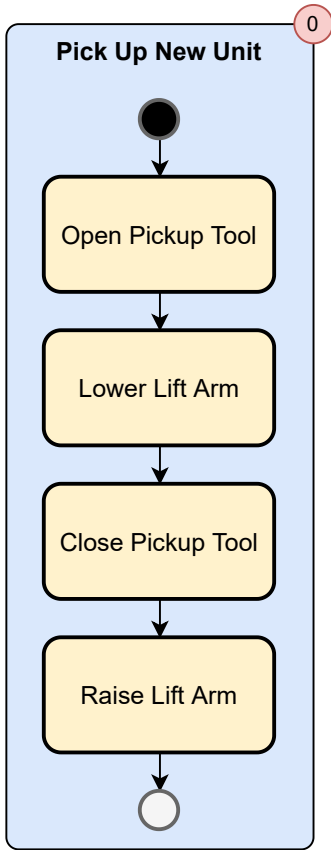 0
Pick Up New Unit
Open Pickup Tool
Lower Lift Arm
Close Pickup Tool
Raise Lift Arm